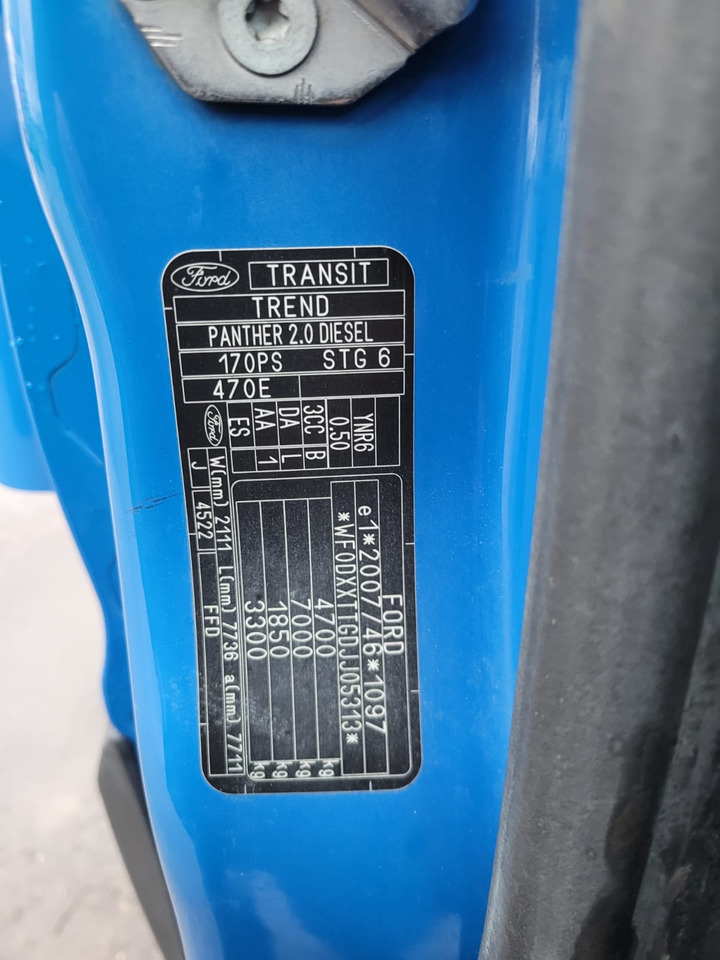 Ford TRANSIT
TREND
PANTHER 2.0 DIESEL
170PS STG 6
470E
YNR6
0.50
3CC B
DA L
AA 1
ES
Ford
FORD
e1*2007/46*1097
*WF0DXXTTGDJJ05313*
4700 kg
7000 kg
1850 kg
3300 kg
W(mm) 2111 L(mm) 7736 a(mm) 7711
J 4522 FFD